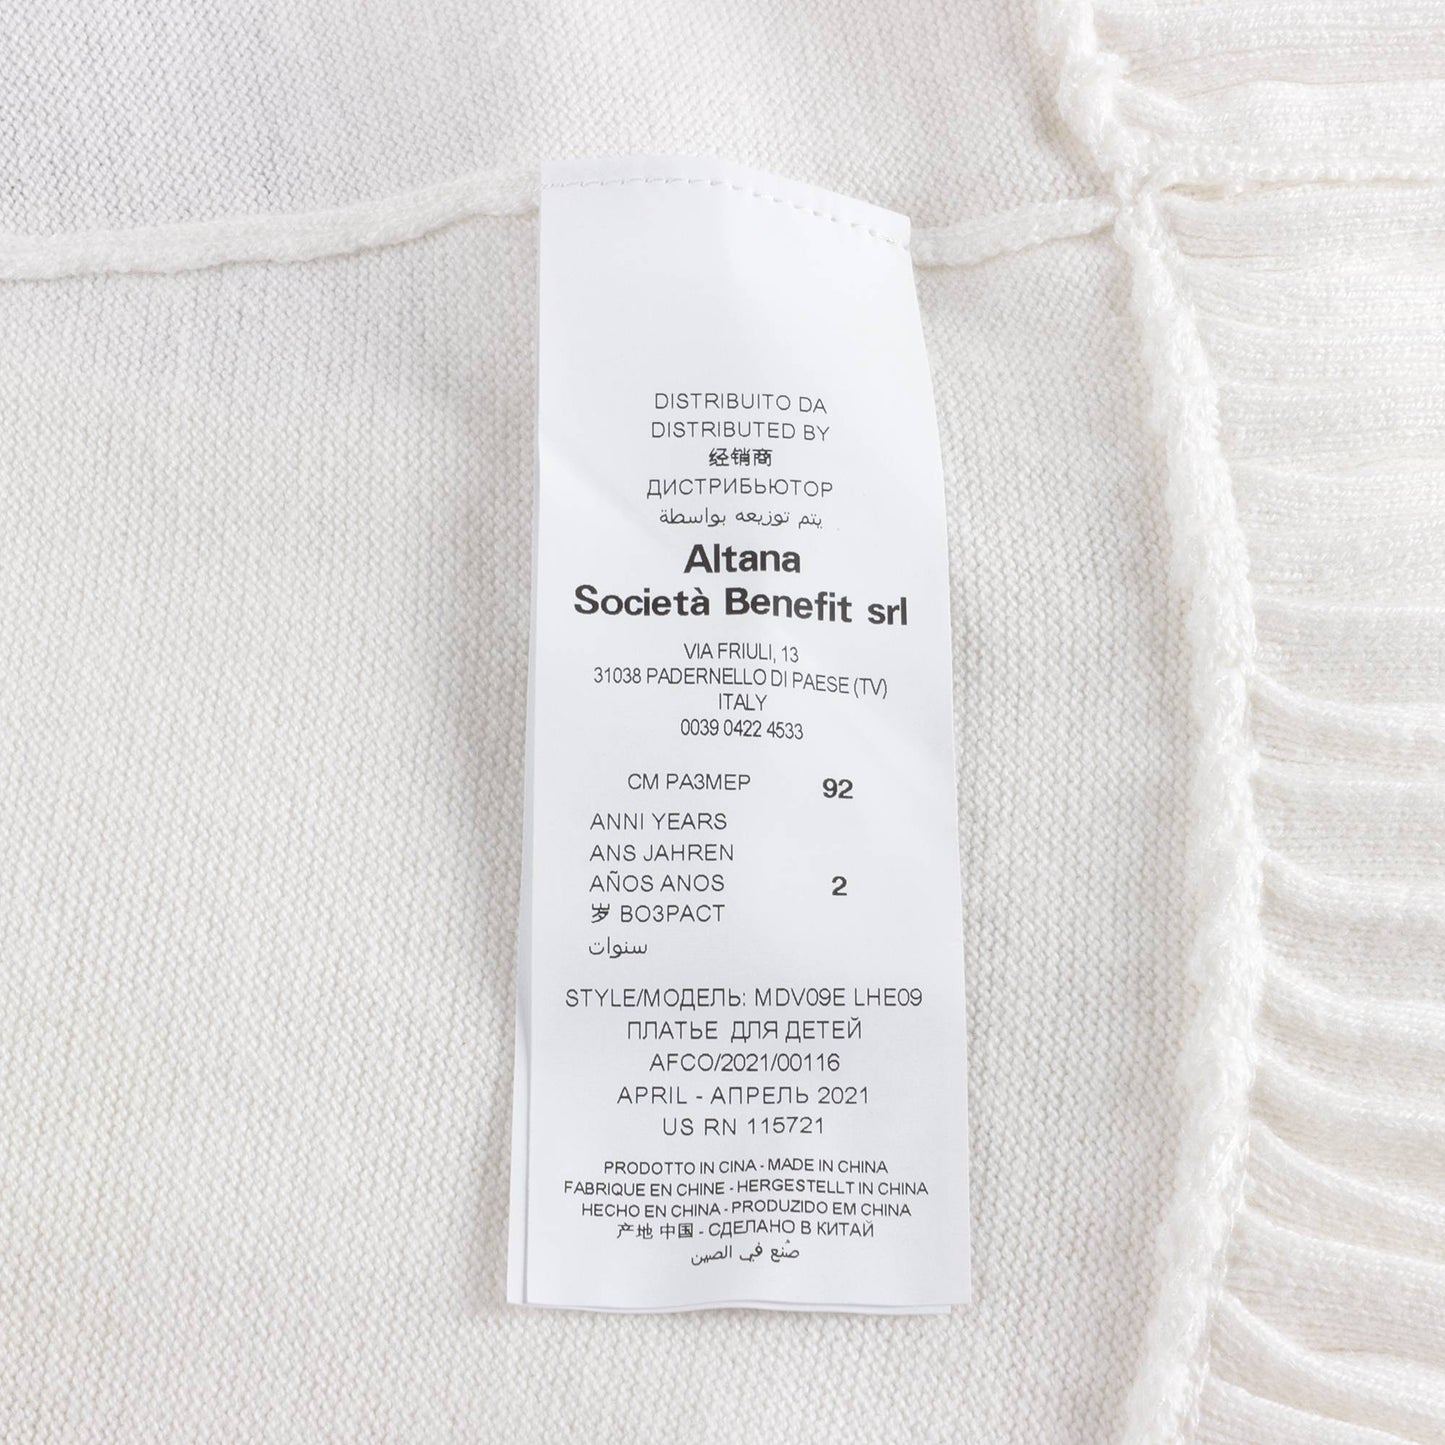 DISTRIBUITO DA
DISTRIBUTED BY
经销商
ДИСТРИБЬЮТОР
يتم توزيعه بواسطة
Altana
Società Benefit srl
VIA FRIULI, 13
31038 PADERNELLO DI PAESE (TV)
ITALY
0039 0422 4533
СМ РАЗМЕР 92
ANNI YEARS
ANS JAHREN
AÑOS ANOS 2
岁 ВОЗРАСТ
سنوات
STYLE/МОДЕЛЬ: MDV09E LHE09
ПЛАТЬЕ ДЛЯ ДЕТЕЙ
AFCO/2021/00116
APRIL - АПРЕЛЬ 2021
US RN 115721
PRODOTTO IN CINA - MADE IN CHINA
FABRIQUE EN CHINE - HERGESTELLT IN CHINA
HECHO EN CHINA - PRODUZIDO EM CHINA
产地 中国 - СДЕЛАНО В КИТАЙ
صُنع في الصين